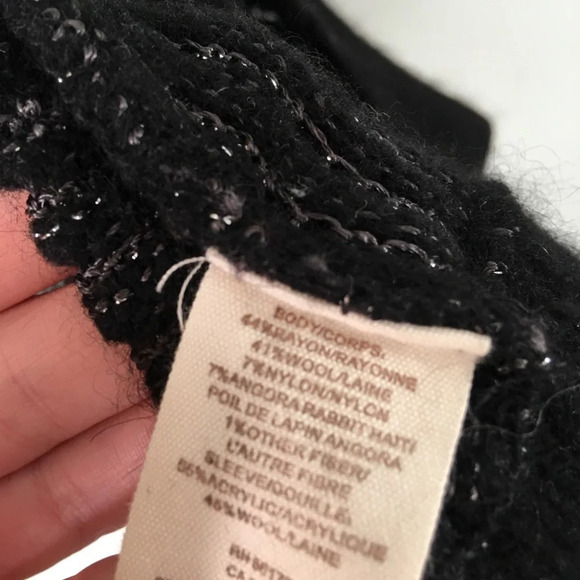 BODY/CORPS:
44%RAYON/RAYONNE
41%WOOL/LAINE
7%NYLON/NYLON
7%ANGORA RABBIT HAITI
POIL DE LAPIN ANGORA
1%OTHER FIBER/
L'AUTRE FIBRE
SLEEVE/DOUILLE:
55%ACRYLIC/ACRYLIQUE
45%WOOL/LAINE